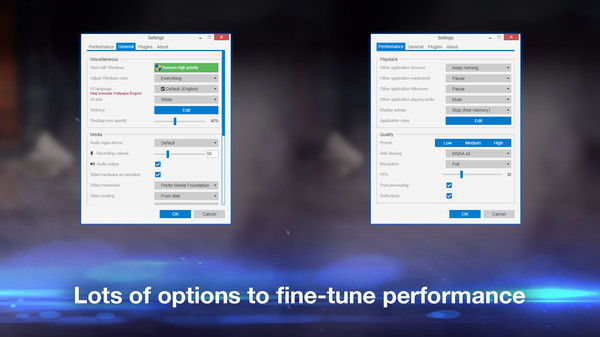 Settings
Performance General Plugins About
Miscellaneous
Start with Windows Remove high priority
Adjust Windows color Everything
UI language Default (English)
Help translate Wallpaper Engine!
UI skin White
Hotkeys Edit
Desktop icon opacity 40%
Media
Audio input device Default
Recording volume 50
Audio output
Video hardware acceleration
Video framework Prefer Media Foundation
Video loading From disk
OK Cancel
Settings
Performance General Plugins About
Playback
Other application focused Keep running
Other application maximized Pause
Other application fullscreen Pause
Other application playing audio Mute
Display asleep Stop (free memory)
Application rules Edit
Quality
Preset Low Medium High
Anti-aliasing MSAA x2
Resolution Full
FPS 30
Post-processing
Reflections
OK Cancel
Lots of options to fine-tune performance